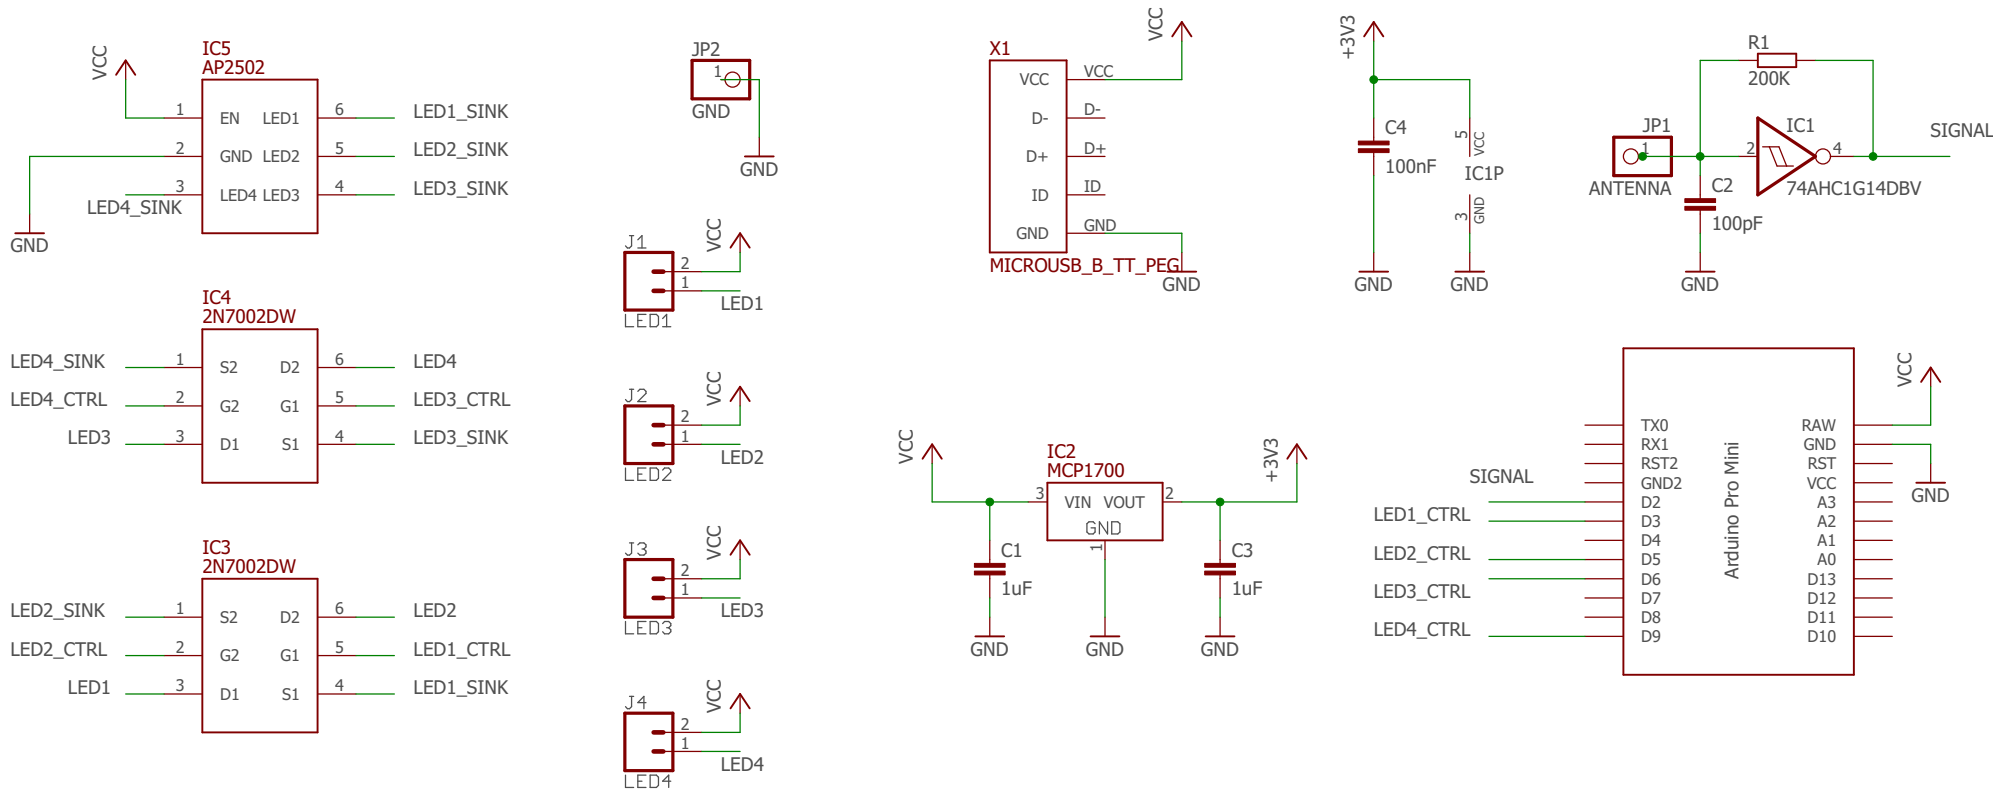 IC5
AP2502
VCC
1 EN LED1 6 LED1_SINK
2 GND LED2 5 LED2_SINK
3 LED4 LED3 4 LED3_SINK
LED4_SINK
GND
IC4
2N7002DW
LED4_SINK 1 S2 D2 6 LED4
LED4_CTRL 2 G2 G1 5 LED3_CTRL
LED3 3 D1 S1 4 LED3_SINK
IC3
2N7002DW
LED2_SINK 1 S2 D2 6 LED2
LED2_CTRL 2 G2 G1 5 LED1_CTRL
LED1 3 D1 S1 4 LED1_SINK
JP2
1
GND
GND
J1
VCC
2
1
LED1
LED1
J2
VCC
2
1
LED2
LED2
J3
VCC
2
1
LED3
LED3
J4
VCC
2
1
LED4
LED4
X1
VCC
VCC VCC
D- D-
D+ D+
ID ID
GND GND
MICROUSB_B_TT_PEG
GND
+3V3
C4
100nF
GND
5 VCC
IC1P
3 GND
GND
R1
200K
JP1
1
ANTENNA
C2
100pF
GND
IC1
2 4
74AHC1G14DBV
SIGNAL
VCC
IC2
MCP1700
+3V3
3 VIN VOUT 2
GND
1
C1
1uF
GND
GND
C3
1uF
GND
VCC
TX0 RAW
RX1 GND
RST2 RST
GND2 VCC
SIGNAL D2 A3
LED1_CTRL D3 A2
D4 A1
LED2_CTRL D5 A0
LED3_CTRL D6 D13
D7 D12
D8 D11
LED4_CTRL D9 D10
Arduino Pro Mini
GND